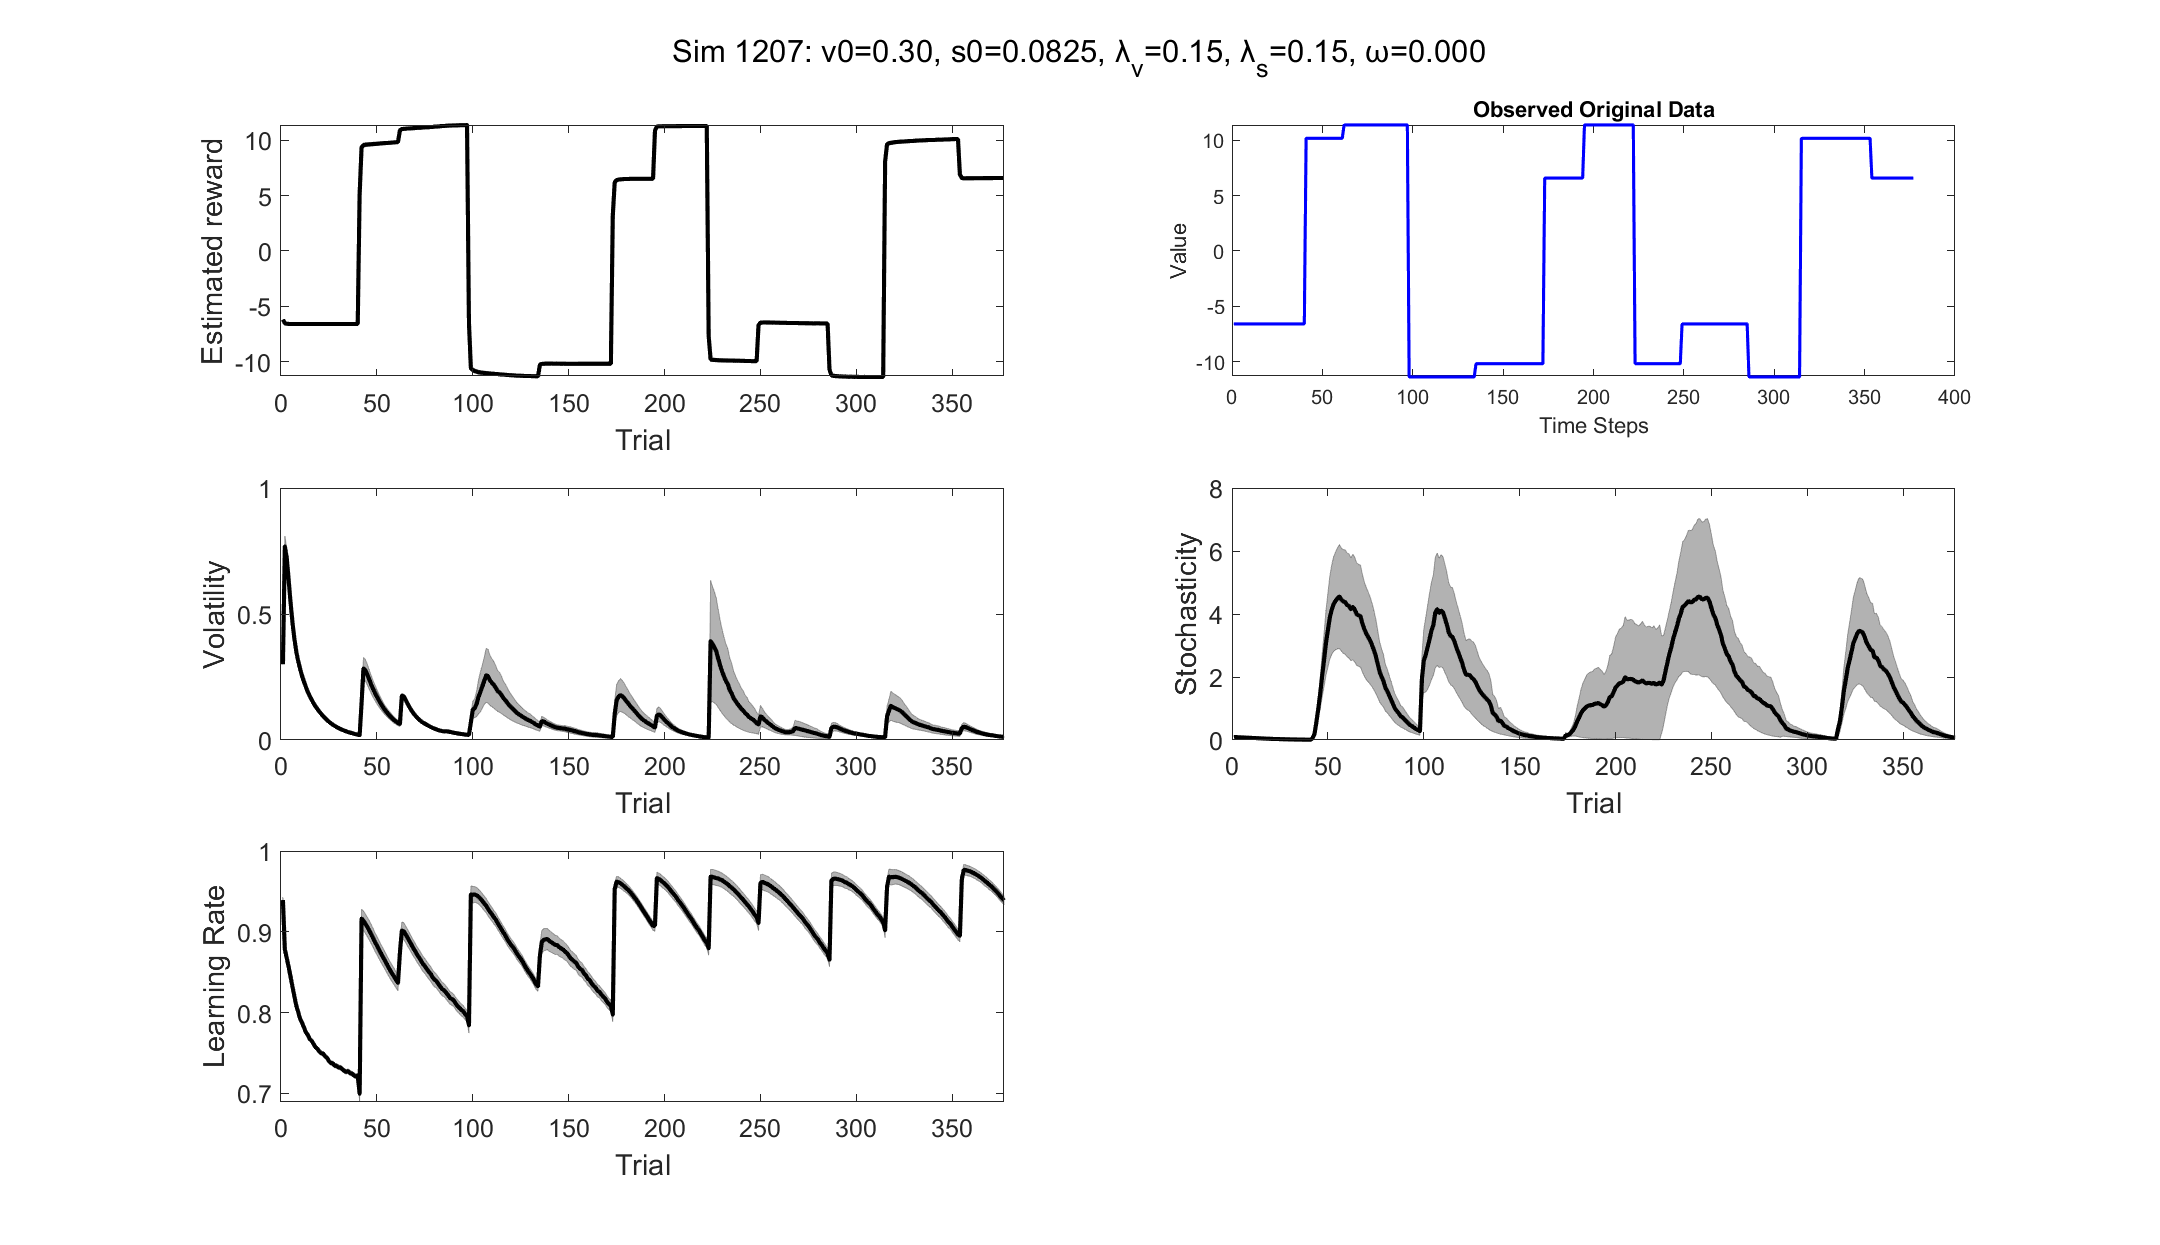 Sim 1207: v0=0.30, s0=0.0825, λv=0.15, λs=0.15, ω=0.000
Estimated reward
10
5
0
-5
-10
0 50 100 150 200 250 300 350
Trial
Observed Original Data
Value
10
5
0
-5
-10
0 50 100 150 200 250 300 350 400
Time Steps
Volatility
1
0.5
0
0 50 100 150 200 250 300 350
Trial
Stochasticity
8
6
4
2
0
0 50 100 150 200 250 300 350
Trial
Learning Rate
1
0.9
0.8
0.7
0 50 100 150 200 250 300 350
Trial